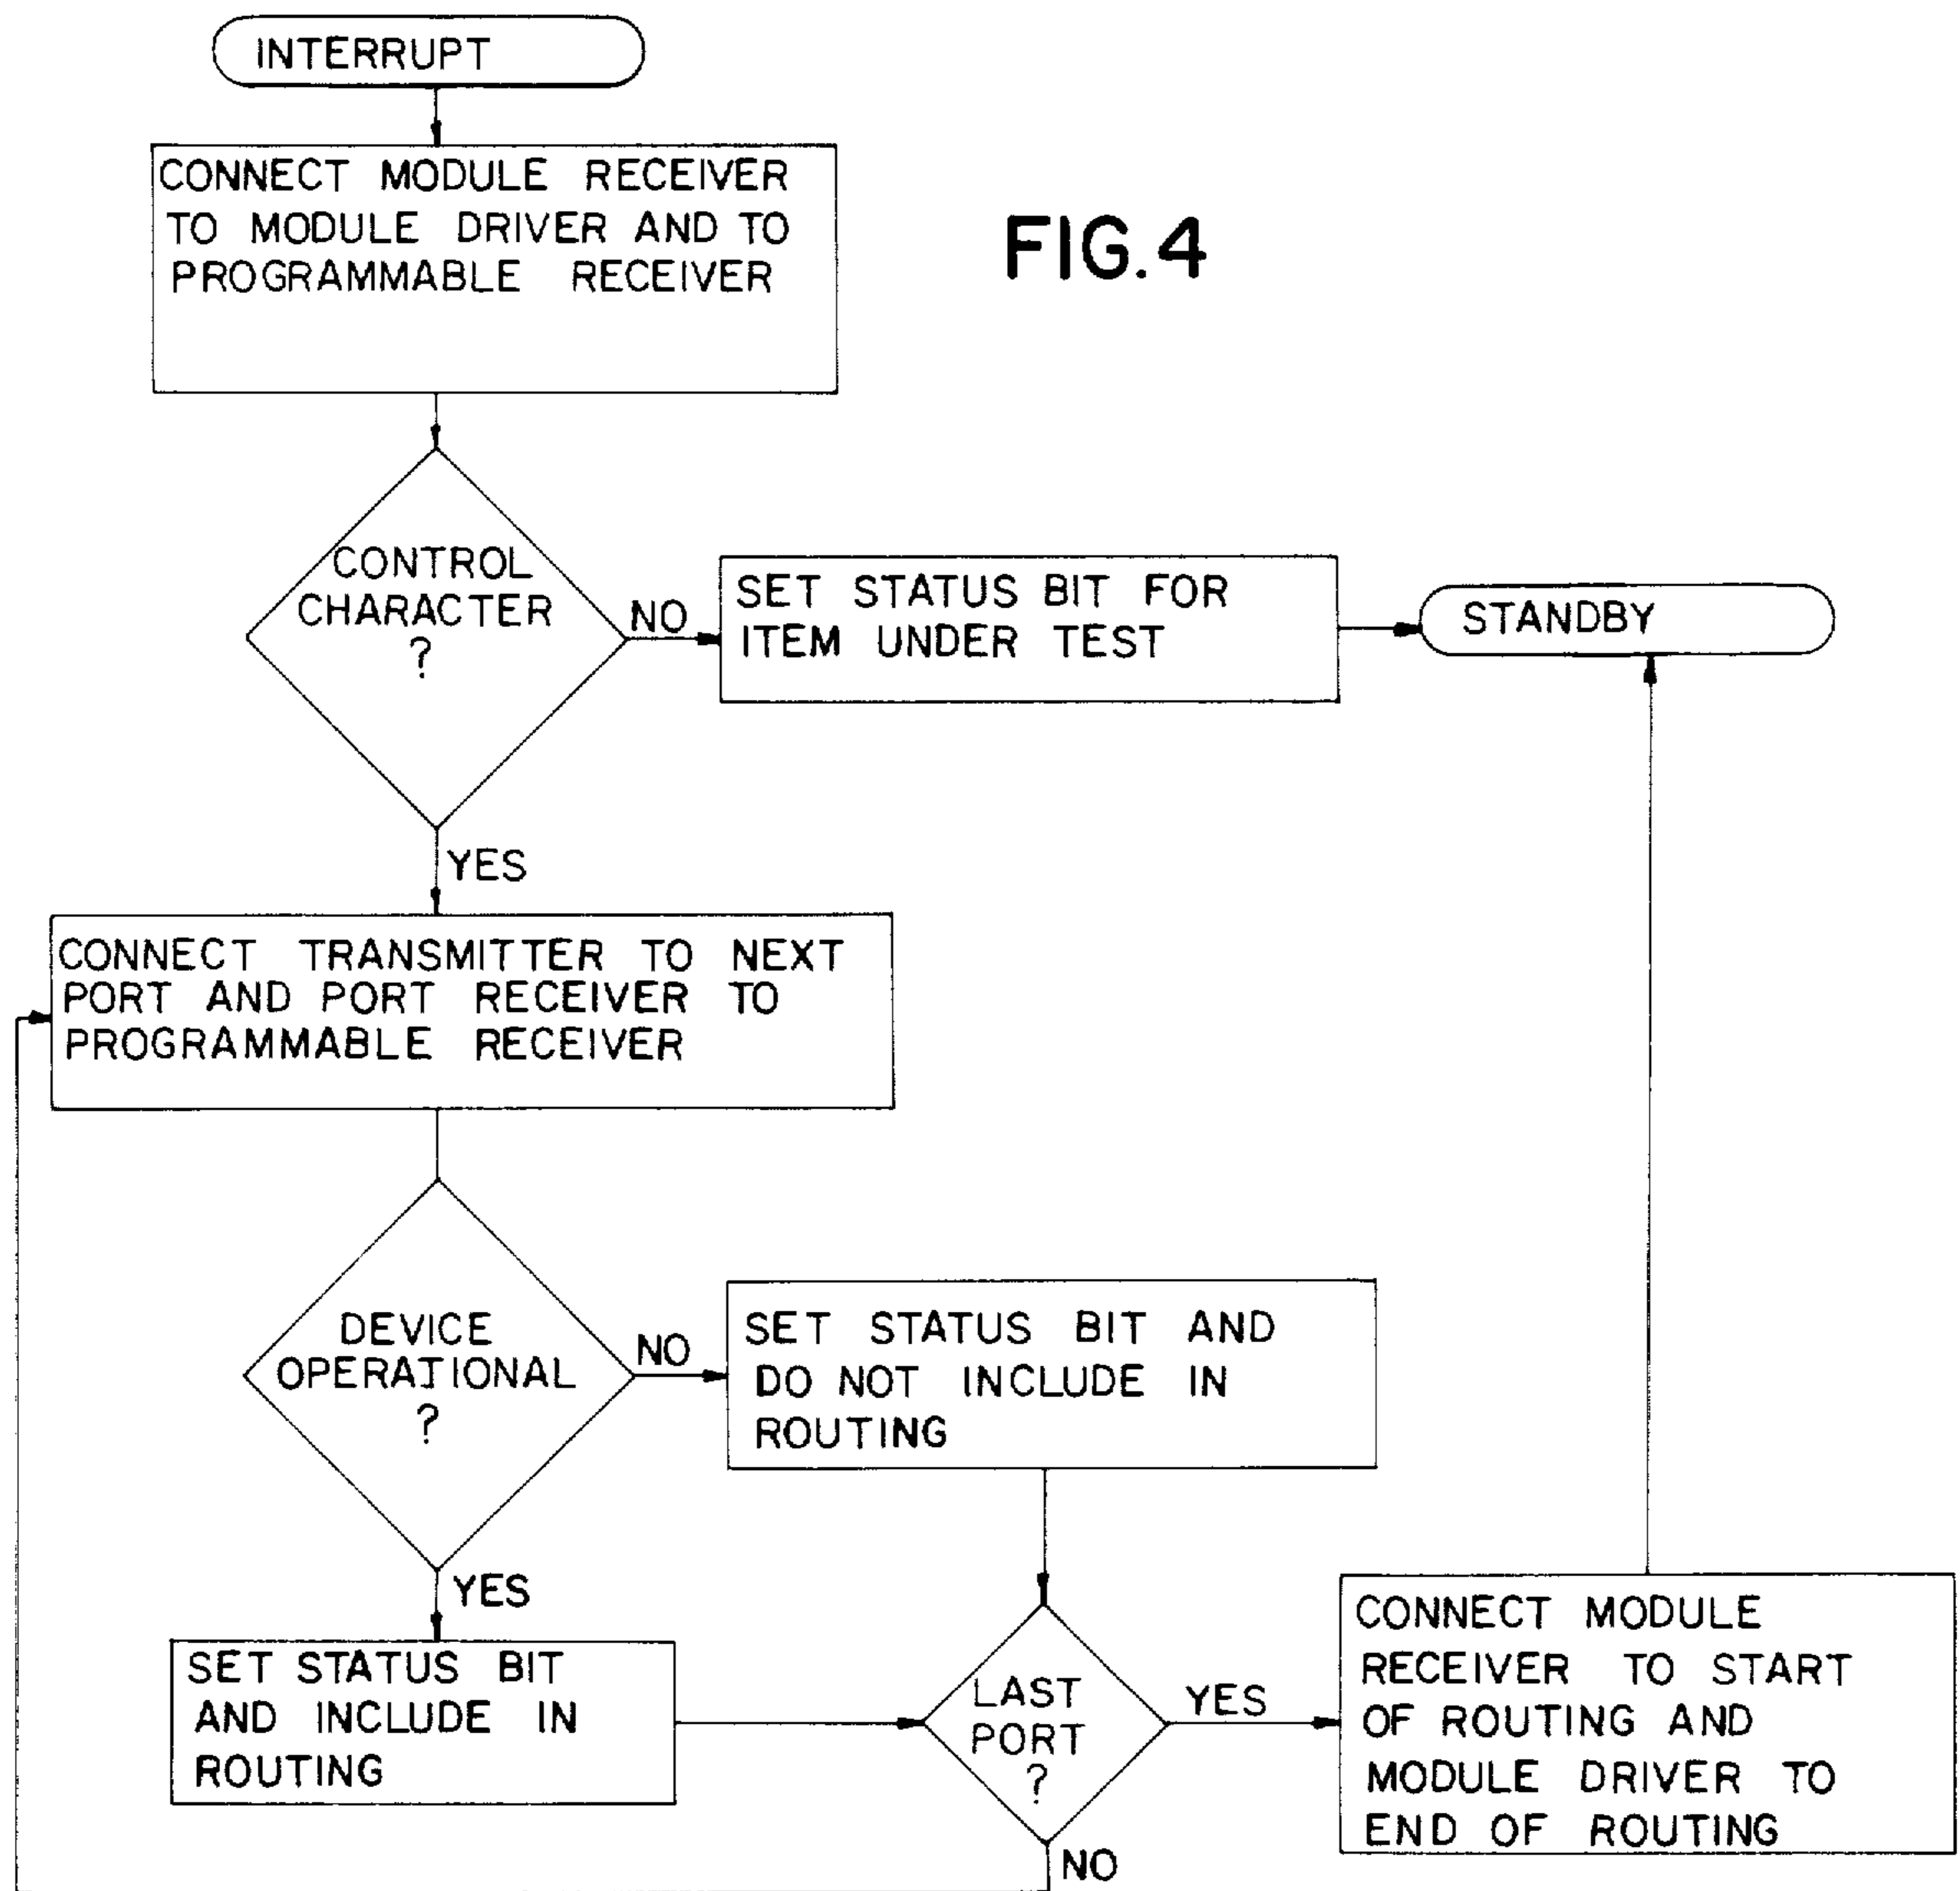 INTERRUPT
CONNECT MODULE RECEIVER
TO MODULE DRIVER AND TO
PROGRAMMABLE RECEIVER
FIG.4
CONTROL
CHARACTER
?
NO
SET STATUS BIT FOR
ITEM UNDER TEST
STANDBY
YES
CONNECT TRANSMITTER TO NEXT
PORT AND PORT RECEIVER TO
PROGRAMMABLE RECEIVER
DEVICE
OPERATIONAL
?
NO
SET STATUS BIT AND
DO NOT INCLUDE IN
ROUTING
YES
SET STATUS BIT
AND INCLUDE IN
ROUTING
LAST
PORT
?
YES
CONNECT MODULE
RECEIVER TO START
OF ROUTING AND
MODULE DRIVER TO
END OF ROUTING
NO